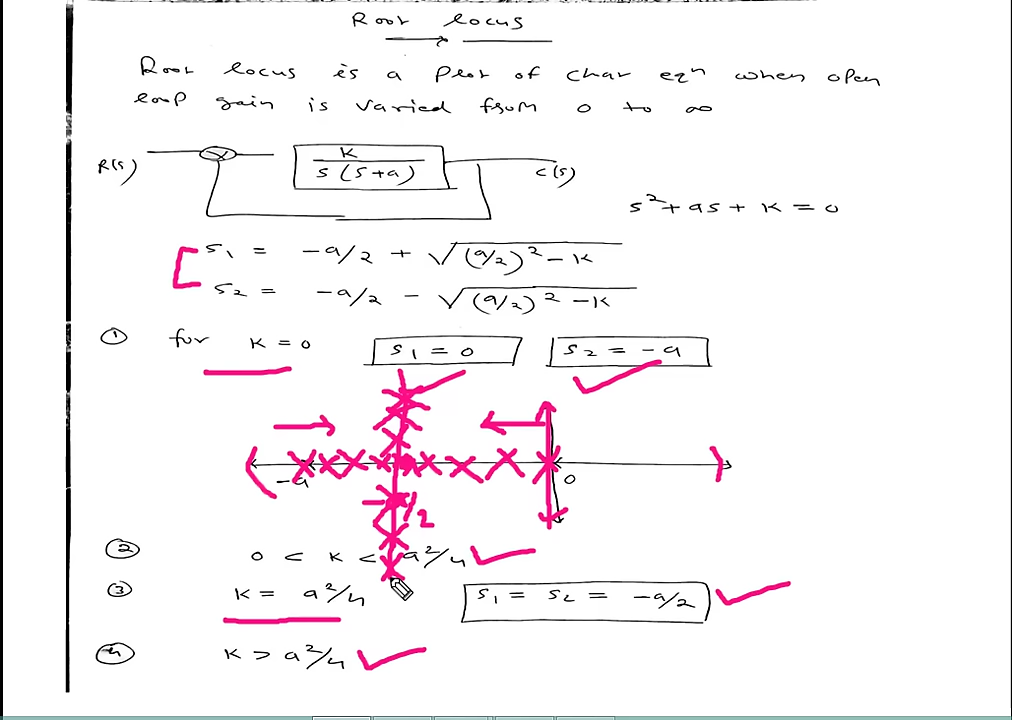 Root locus
Root locus is a plot of char eqn when open
loop gain is varied from 0 to ∞
R(s) K / s(s+a) C(s)
s² + as + K = 0
s₁ = -a/2 + √(a/2)² - K
s₂ = -a/2 - √(a/2)² - K
① for K = 0 s₁ = 0 s₂ = -a
-a 0
/2
② 0 < K < a²/4
③ K = a²/4 s₁ = s₂ = -a/2
④ K > a²/4